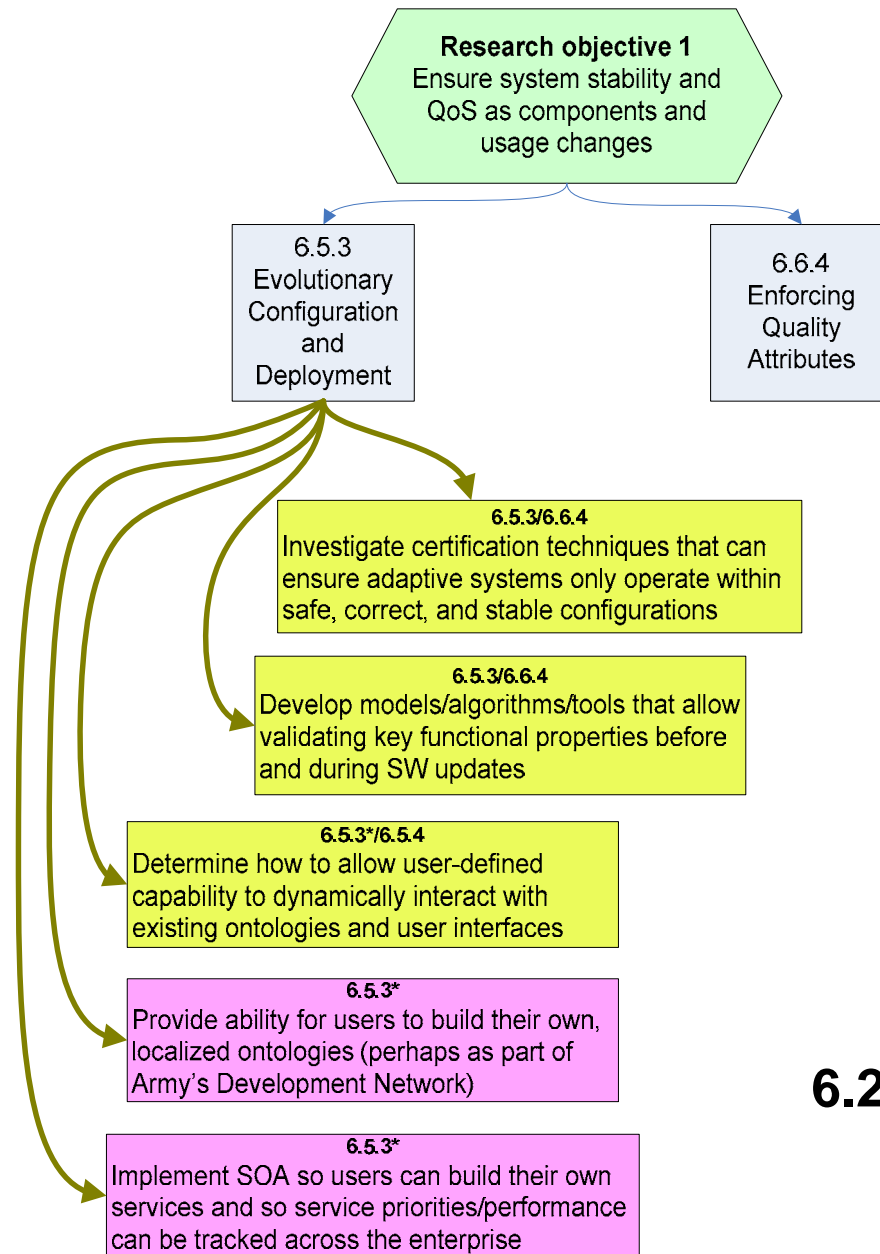 Research objective 1
Ensure system stability and
QoS as components and
usage changes
6.5.3
Evolutionary
Configuration
and
Deployment
6.6.4
Enforcing
Quality
Attributes
6.5.3/6.6.4
Investigate certification techniques that can
ensure adaptive systems only operate within
safe, correct, and stable configurations
6.5.3/6.6.4
Develop models/algorithms/tools that allow
validating key functional properties before
and during SW updates
6.5.3*/6.5.4
Determine how to allow user-defined
capability to dynamically interact with
existing ontologies and user interfaces
6.5.3*
Provide ability for users to build their own,
localized ontologies (perhaps as part of
Army's Development Network)
6.2
6.5.3*
Implement SOA so users can build their own
services and so service priorities/performance
can be tracked across the enterprise